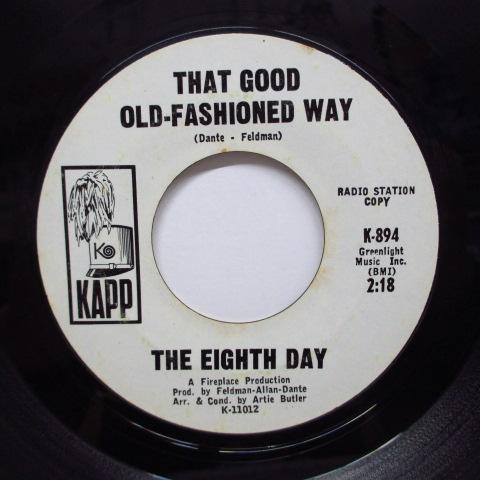 THAT GOOD
OLD-FASHIONED WAY
(Dante - Feldman)
RADIO STATION
COPY
K-894
Greenlight
Music Inc.
(BMI)
2:18
K
KAPP
THE EIGHTH DAY
A Fireplace Production
Prod. by Feldman-Allan-Dante
Arr. & Cond. by Artie Butler
K-11012